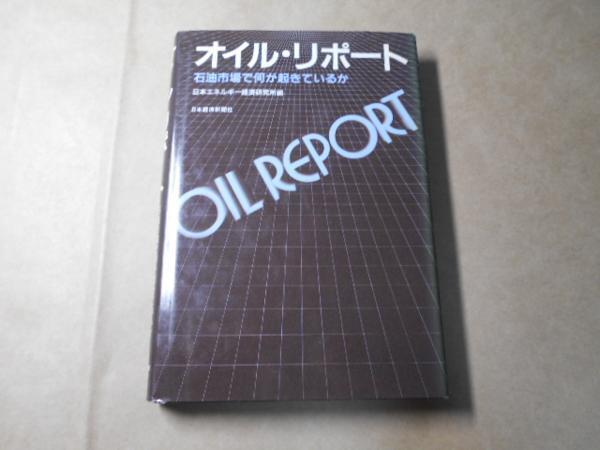 オイル・リポート
石油市場で何が起きているか
日本エネルギー経済研究所編
日本経済新聞社
OIL REPORT